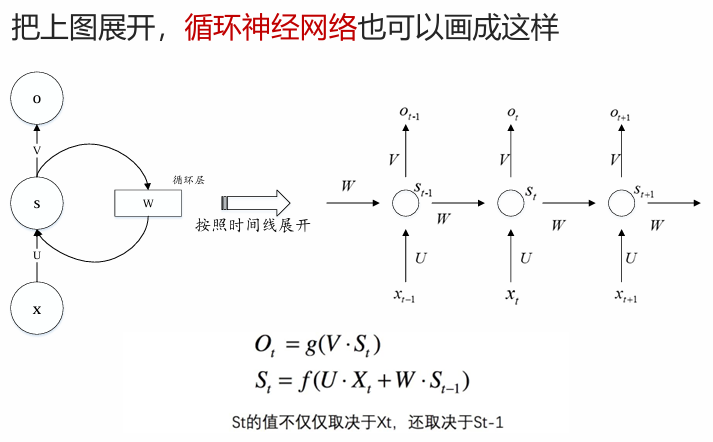 把上图展开，循环神经网络也可以画成这样
o
V
s
循环层
W
U
x
按照时间线展开
o_{t-1} o_t o_{t+1}
V V V
W S_{t-1} W S_t W S_{t+1} W
U U U
x_{t-1} x_t x_{t+1}
O_t = g(V·S_t)
S_t = f(U·X_t + W·S_{t-1})
St的值不仅仅取决于Xt，还取决于St-1